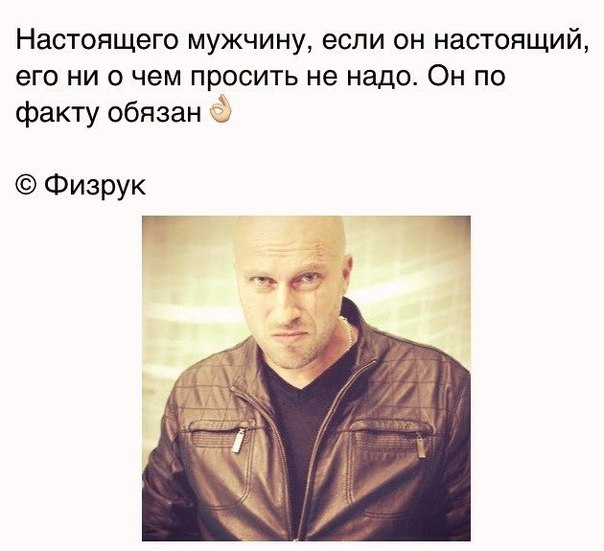 Настоящего мужчину, если он настоящий,
его ни о чем просить не надо. Он по
факту обязан👌
© Физрук